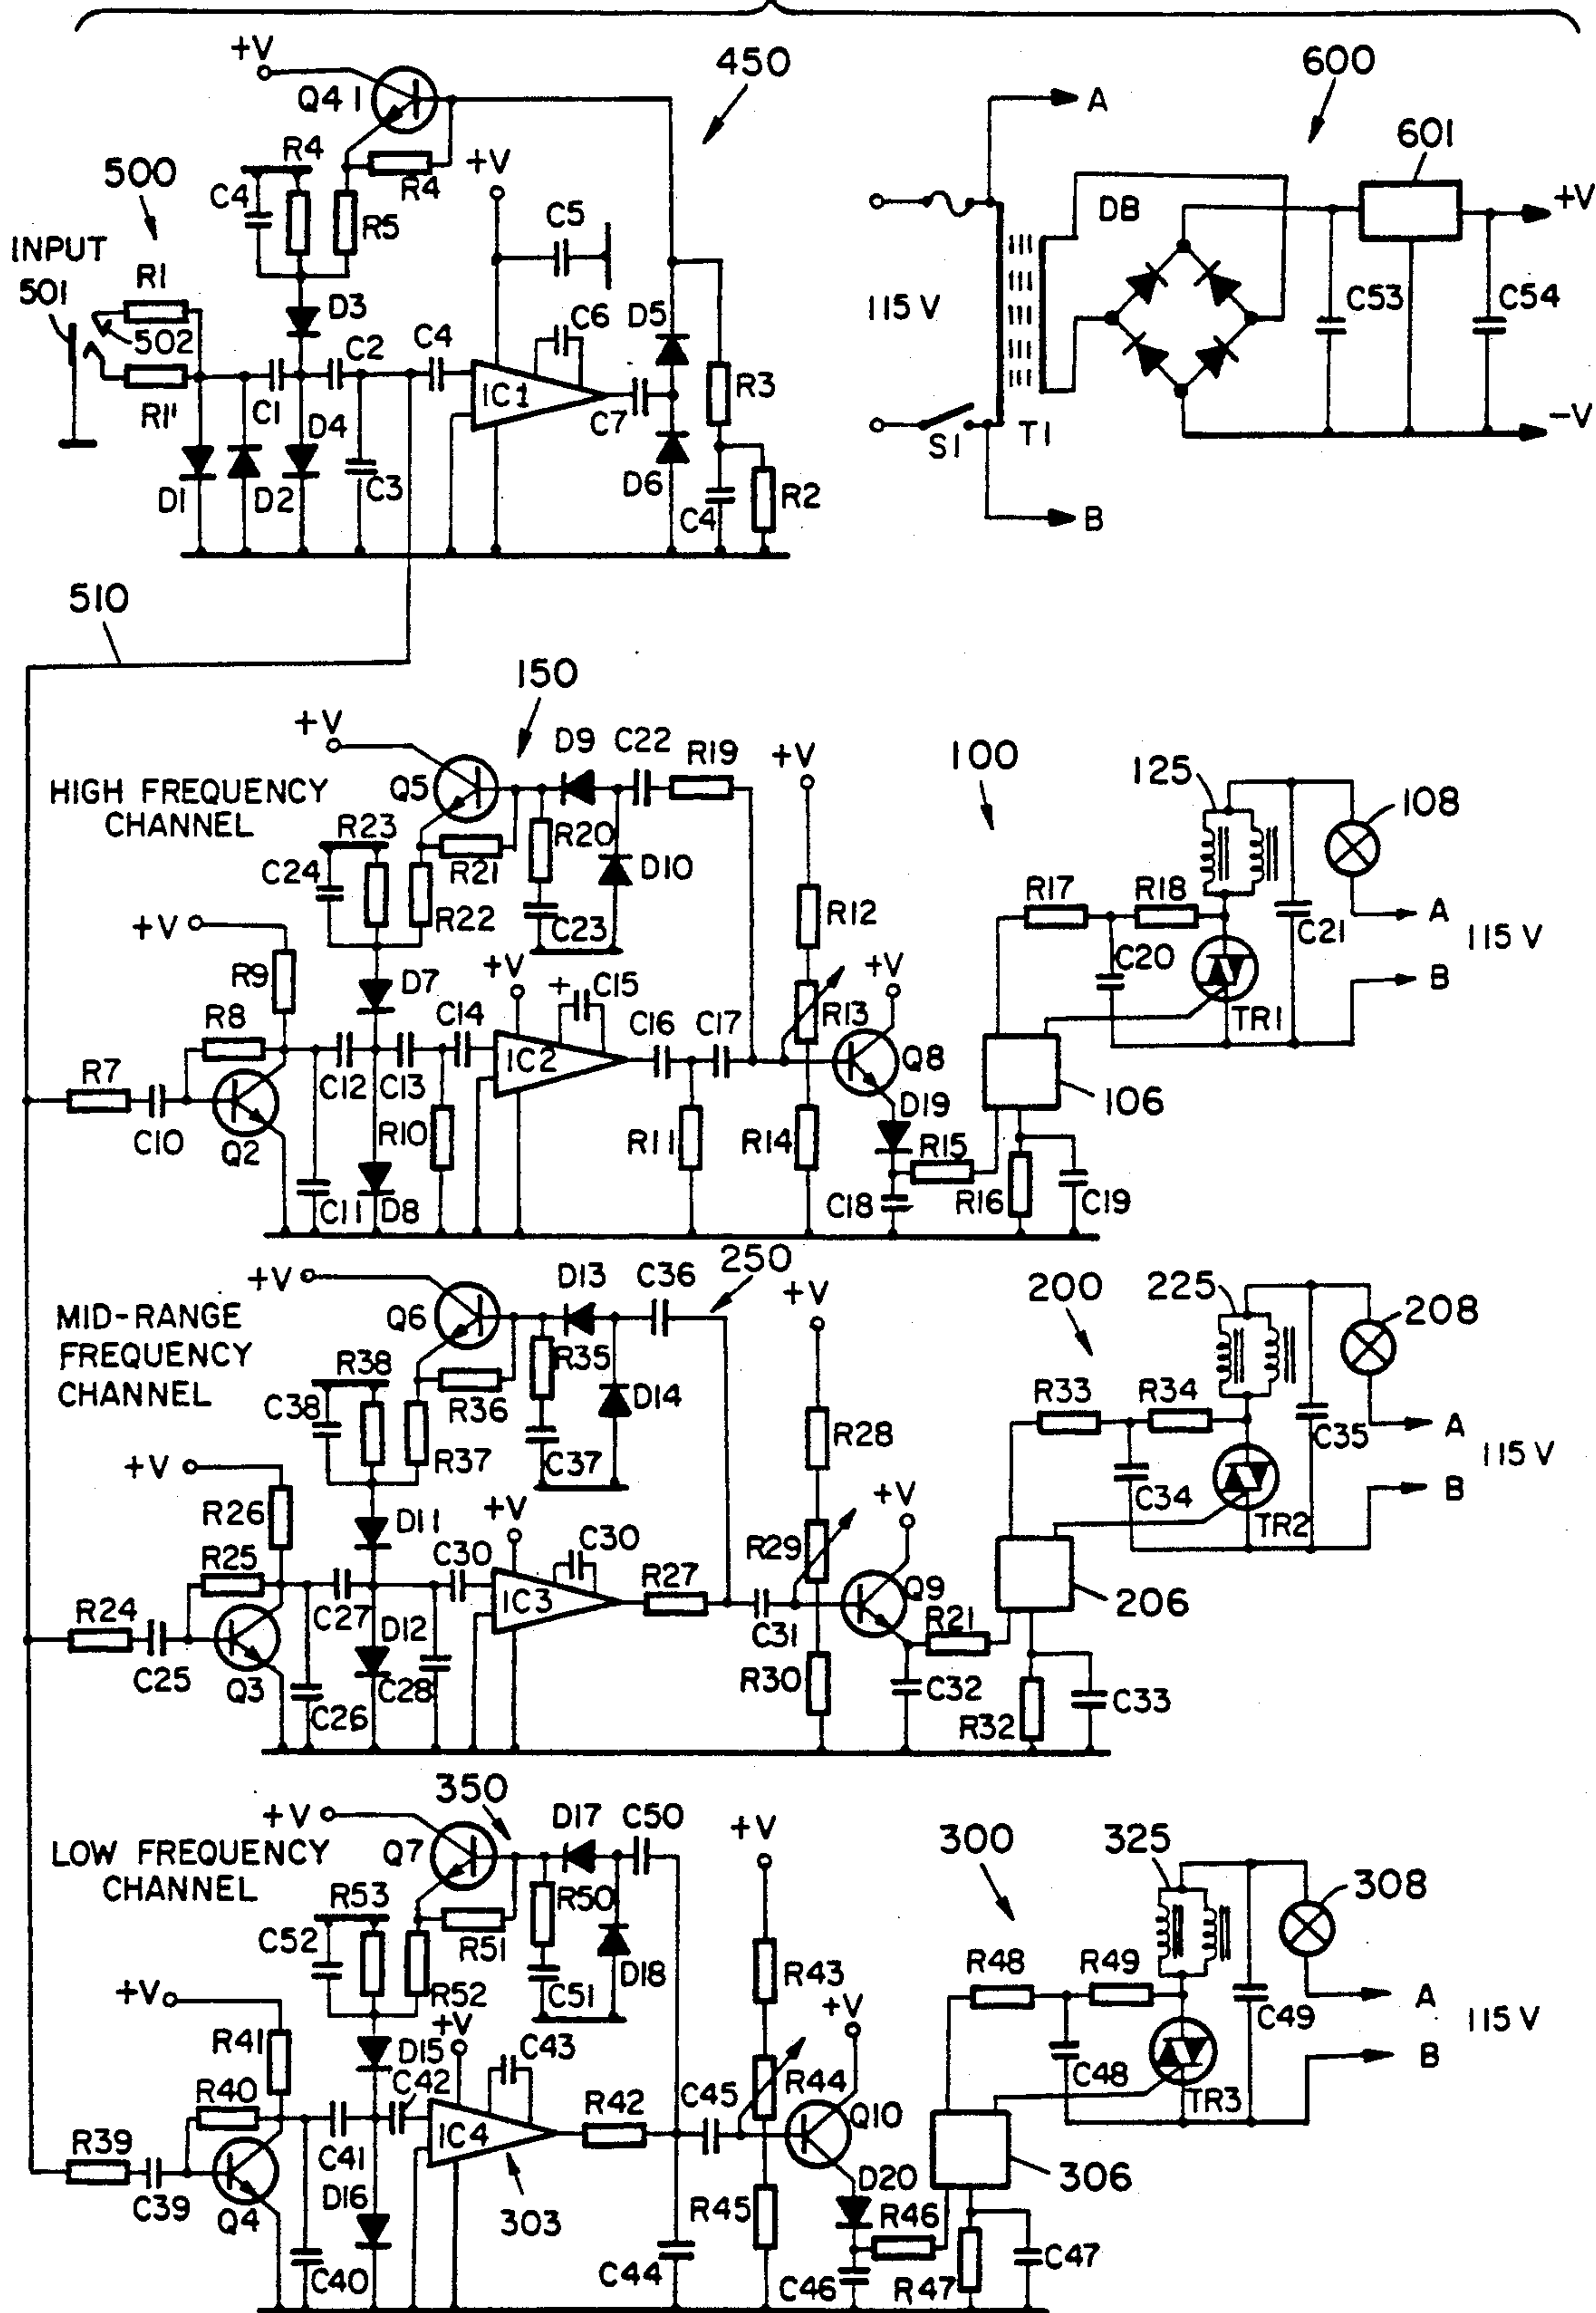 +V
450
600
Q41
A
601
R4
+V
500
R4
DB
+V
C4
R5
C5
INPUT
501
R1
115 V
C53
C54
D3
C6
D5
502
C2
C4
R3
IC1
R1'
C1
D4
C7
S1
T1
-V
D1
D2
C3
D6
C4
R2
B
510
150
+V
D9
C22
R19
+V
100
125
HIGH FREQUENCY
CHANNEL
Q5
108
R23
R20
C24
R21
D10
R17
R18
R22
C23
R12
A
+V
C21
115 V
R9
D7
+V
+
C15
+V
C20
B
R8
C14
C16
C17
R13
TR1
R7
IC2
Q8
C12
C13
D19
106
C10
Q2
R10
R11
R14
R15
C11
D8
C18
R16
C19
+V
D13
C36
250
+V
200
225
MID-RANGE
FREQUENCY
CHANNEL
Q6
208
R38
R35
C38
R36
D14
R33
R34
R37
C37
R28
A
C35
115 V
+V
C34
B
R26
D11
+V
+V
TR2
R25
C30
C30
R27
R29
R24
IC3
Q9
C27
D12
C31
R21
206
C25
Q3
C28
R30
C32
C33
C26
R32
350
+V
D17
C50
+V
300
325
LOW FREQUENCY
CHANNEL
Q7
308
R53
R50
C52
R51
D18
R48
R49
C51
R43
+V
R52
+V
+V
A
C49
115 V
R41
D15
C43
C48
B
R40
C42
R42
C45
R44
TR3
R39
IC4
Q10
C41
306
C39
D16
D20
Q4
303
R45
R46
C40
C44
C46
R47
C47